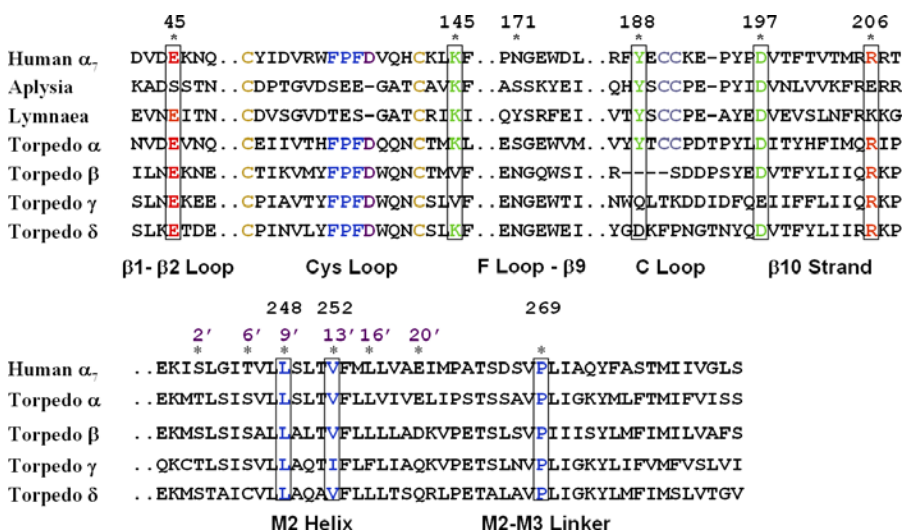 45 145 171 188 197 206
* * * * * *
Human α7 DVDEKNQ..CYIDVRWFPFDVQHCKLKF..PNGEWDL..RFYECCKE-PYPDVTFTVTMRRRT
Aplysia KADSSTN..CDPTGVDSEE-GATCAVKF..ASSKYEI..QHYSCCPE-PYIDVNLVVKFRERR
Lymnaea EVNEITN..CDVSGVDTES-GATCRIKI..QYSRFEI..VTYSCCPE-AYEDVEVSLNFRKKG
Torpedo α NVDEVNQ..CEIIVTHFPFDQQNCTMKL..ESGEWVM..VYYTCCPDTPYLDITYHFIMQRIP
Torpedo β ILNEKEE..CTIKVMYFPFDWQNCTMVF..ENGQWSI..R----SDDPSYEDVTFYLIIQRKP
Torpedo γ SLNEKEE..CPIAVTYFPFDWQNCSLVF..ENGEWTI..NWQLTKDDIDFQEIIFFLIIQRKP
Torpedo δ SLKETDE..CPINVLYFPFDWQNCSLKF..ENGEWEI..YGDKFPNGTNYQDVTFYLIIRRKP
β1- β2 Loop Cys Loop F Loop - β9 C Loop β10 Strand
248 252 269
2' 6' 9' 13' 16' 20'
* * * * * * *
Human α7 ..EKISLGITVLLSLTVFMLLVAEIMPATSDSVPLIAQYFASTMIIVGLS
Torpedo α ..EKMTLSISVLLSLTVFLLVIVELIPSTSSAVPLIGKYMLFTMIFVISS
Torpedo β ..EKMSLSISALLALTVFLLLLADKVPETSLSVPIIISYLMFIMILVAFS
Torpedo γ ..QKCTLSISVLLAQTIFLFLIAQKVPETSLNVPLIGKYLIFVMFVSLVI
Torpedo δ ..EKMSTAICVLLAQAVFLLLTSQRLPETALAVPLIGKYLMFIMSLVTGV
M2 Helix M2-M3 Linker